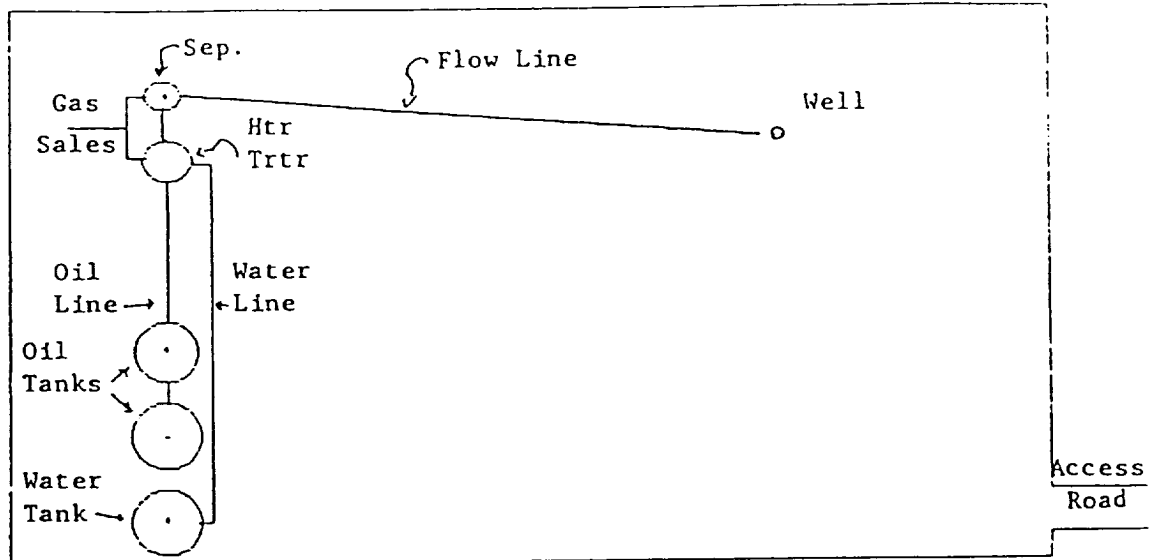 Sep.
Flow Line
Well
Gas
Sales
Htr
Trtr
Oil
Line
Water
Line
Oil
Tanks
Water
Tank
Access
Road